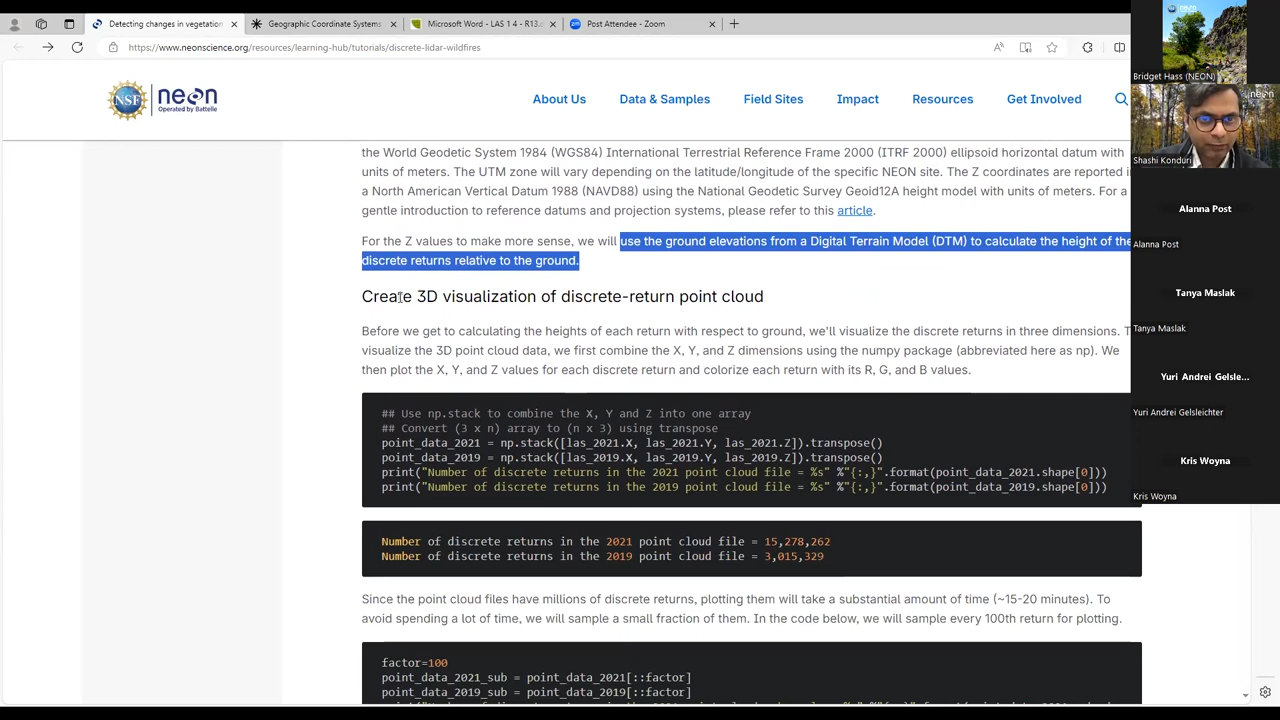 Detecting changes in vegetation
Geographic Coordinate Systems
Microsoft Word - LAS 1 4 - R13.
Post Attendee - Zoom
https://www.neonscience.org/resources/learning-hub/tutorials/discrete-lidar-wildfires
NSF
neon
Operated by Battelle
About Us
Data & Samples
Field Sites
Impact
Resources
Get Involved
the World Geodetic System 1984 (WGS84) International Terrestrial Reference Frame 2000 (ITRF 2000) ellipsoid horizontal datum with
units of meters. The UTM zone will vary depending on the latitude/longitude of the specific NEON site. The Z coordinates are reported i
a North American Vertical Datum 1988 (NAVD88) using the National Geodetic Survey Geoid12A height model with units of meters. For a
gentle introduction to reference datums and projection systems, please refer to this article.
For the Z values to make more sense, we will use the ground elevations from a Digital Terrain Model (DTM) to calculate the height of the
discrete returns relative to the ground.
Create 3D visualization of discrete-return point cloud
Before we get to calculating the heights of each return with respect to ground, we'll visualize the discrete returns in three dimensions. T
visualize the 3D point cloud data, we first combine the X, Y, and Z dimensions using the numpy package (abbreviated here as np). We
then plot the X, Y, and Z values for each discrete return and colorize each return with its R, G, and B values.
## Use np.stack to combine the X, Y and Z into one array
## Convert (3 x n) array to (n x 3) using transpose
point_data_2021 = np.stack([las_2021.X, las_2021.Y, las_2021.Z]).transpose()
point_data_2019 = np.stack([las_2019.X, las_2019.Y, las_2019.Z]).transpose()
print("Number of discrete returns in the 2021 point cloud file = %s" %"{:,}".format(point_data_2021.shape[0]))
print("Number of discrete returns in the 2019 point cloud file = %s" %"{:,}".format(point_data_2019.shape[0]))
Number of discrete returns in the 2021 point cloud file = 15,278,262
Number of discrete returns in the 2019 point cloud file = 3,015,329
Since the point cloud files have millions of discrete returns, plotting them will take a substantial amount of time (~15-20 minutes). To
avoid spending a lot of time, we will sample a small fraction of them. In the code below, we will sample every 100th return for plotting.
factor=100
point_data_2021_sub = point_data_2021[::factor]
point_data_2019_sub = point_data_2019[::factor]
Bridget Hass (NEON)
neon
Shashi Konduri
Alanna Post
Alanna Post
Tanya Maslak
Tanya Maslak
Yuri Andrei Gelsle...
Yuri Andrei Gelsleichter
Kris Woyna
Kris Woyna